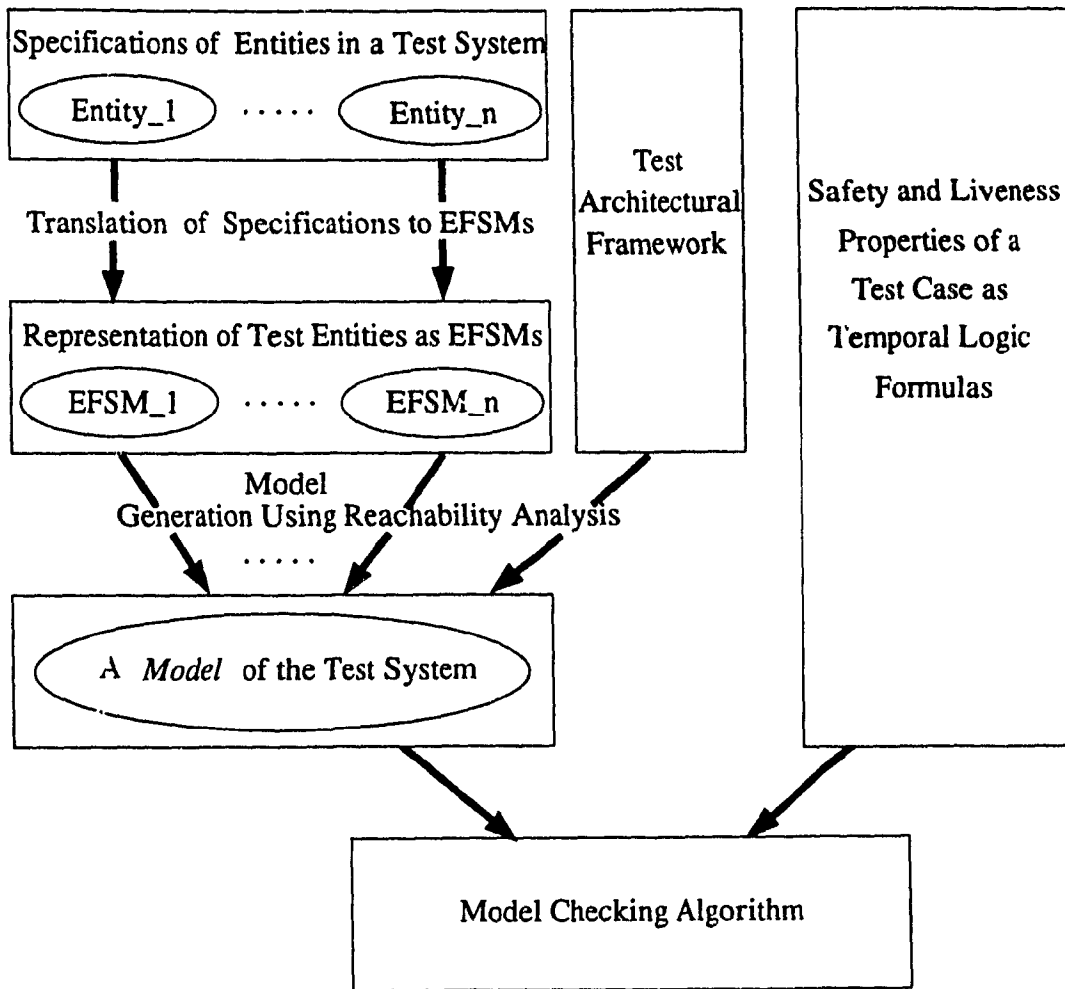 Specifications of Entities in a Test System
Entity_1 ..... Entity_n
Translation of Specifications to EFSMs
Representation of Test Entities as EFSMs
EFSM_1 ..... EFSM_n
Model
Generation Using Reachability Analysis
.....
A Model of the Test System
Test
Architectural
Framework
Safety and Liveness
Properties of a
Test Case as
Temporal Logic
Formulas
Model Checking Algorithm